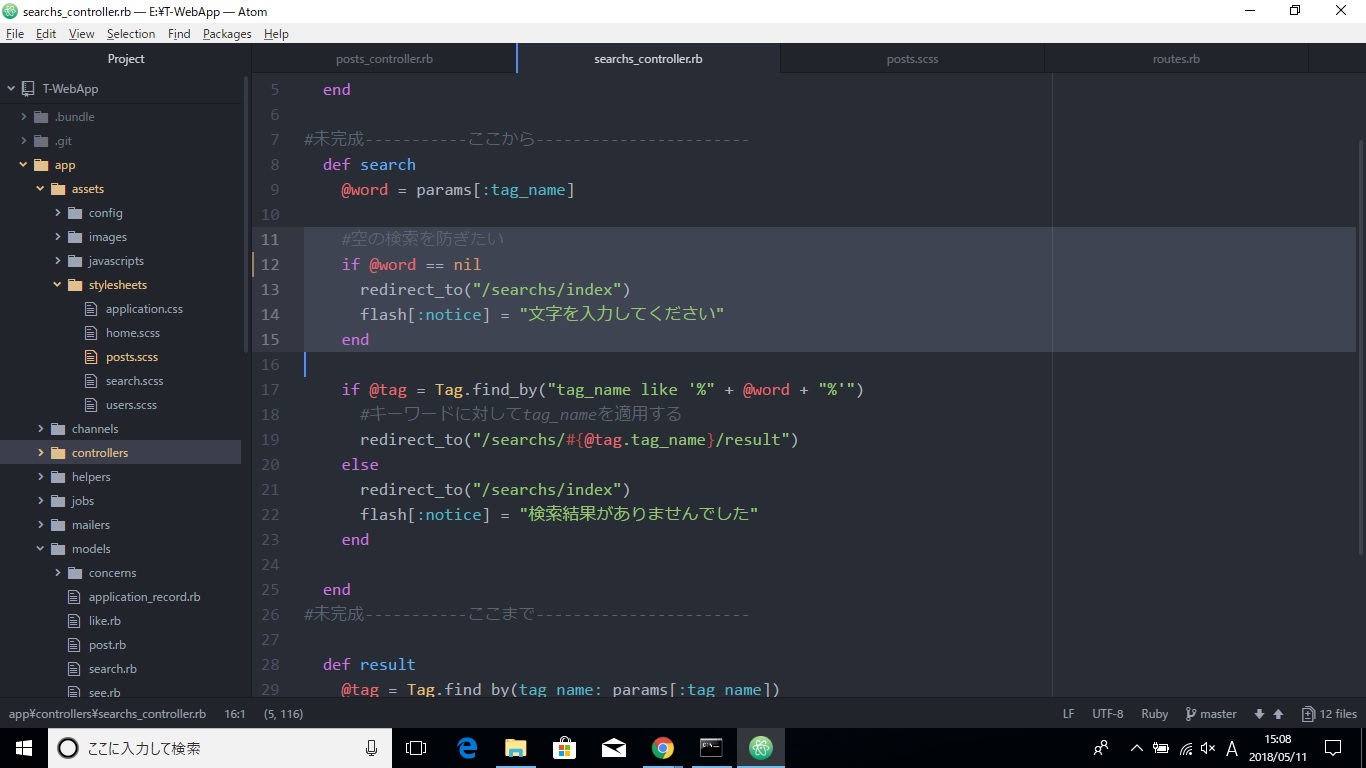 searchs_controller.rb — E:¥T-WebApp — Atom
File Edit View Selection Find Packages Help
Project
posts_controller.rb
searchs_controller.rb
posts.scss
routes.rb
T-WebApp
.bundle
.git
app
assets
config
images
javascripts
stylesheets
application.css
home.scss
posts.scss
search.scss
users.scss
channels
controllers
helpers
jobs
mailers
models
concerns
application_record.rb
like.rb
post.rb
search.rb
see.rb
5 end
6
7 #未完成-----------ここから-----------------------
8 def search
9 @word = params[:tag_name]
10
11 #空の検索を防ぎたい
12 if @word == nil
13 redirect_to("/searchs/index")
14 flash[:notice] = "文字を入力してください"
15 end
16
17 if @tag = Tag.find_by("tag_name like '%" + @word + "%'")
18 #キーワードに対してtag_nameを適用する
19 redirect_to("/searchs/#{@tag.tag_name}/result")
20 else
21 redirect_to("/searchs/index")
22 flash[:notice] = "検索結果がありませんでした"
23 end
24
25 end
26 #未完成-----------ここまで-----------------------
27
28 def result
29 @tag = Tag.find_by(tag_name: params[:tag_name])
app¥controllers¥searchs_controller.rb 16:1 (5, 116)
LF UTF-8 Ruby master 12 files
ここに入力して検索
A
15:08
2018/05/11